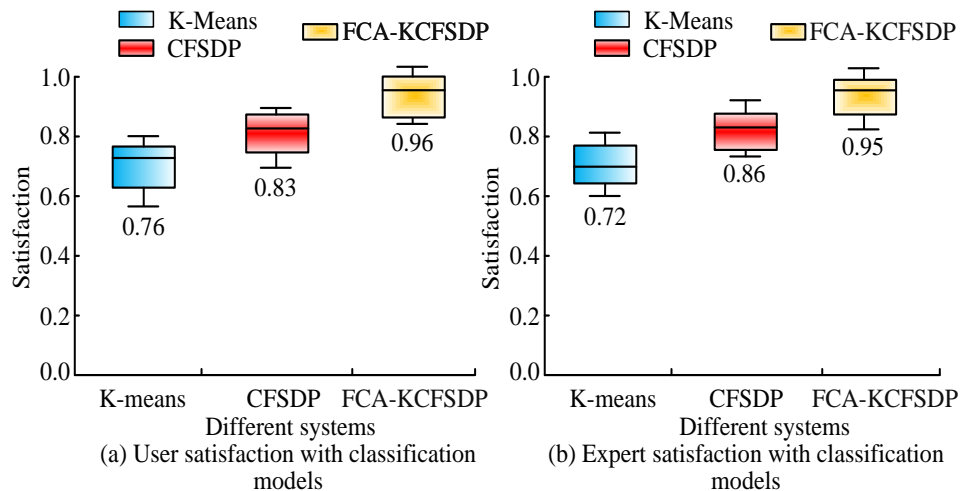 K-Means
CFSDP
FCA-KCFSDP
Satisfaction
1.0
0.8
0.6
0.4
0.2
0.0
0.76
0.83
0.96
K-means
CFSDP
FCA-KCFSDP
Different systems
(a) User satisfaction with classification
models
K-Means
CFSDP
FCA-KCFSDP
Satisfaction
1.0
0.8
0.6
0.4
0.2
0.0
0.72
0.86
0.95
K-means
CFSDP
FCA-KCFSDP
Different systems
(b) Expert satisfaction with classification
models